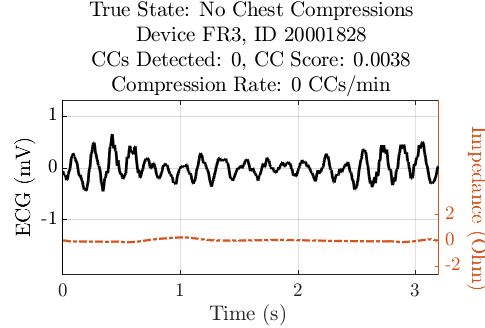 True State: No Chest Compressions
Device FR3, ID 20001828
CCs Detected: 0, CC Score: 0.0038
Compression Rate: 0 CCs/min
ECG (mV)
1
0
-1
Impedance (Ohm)
2
0
-2
0
1
2
3
Time (s)